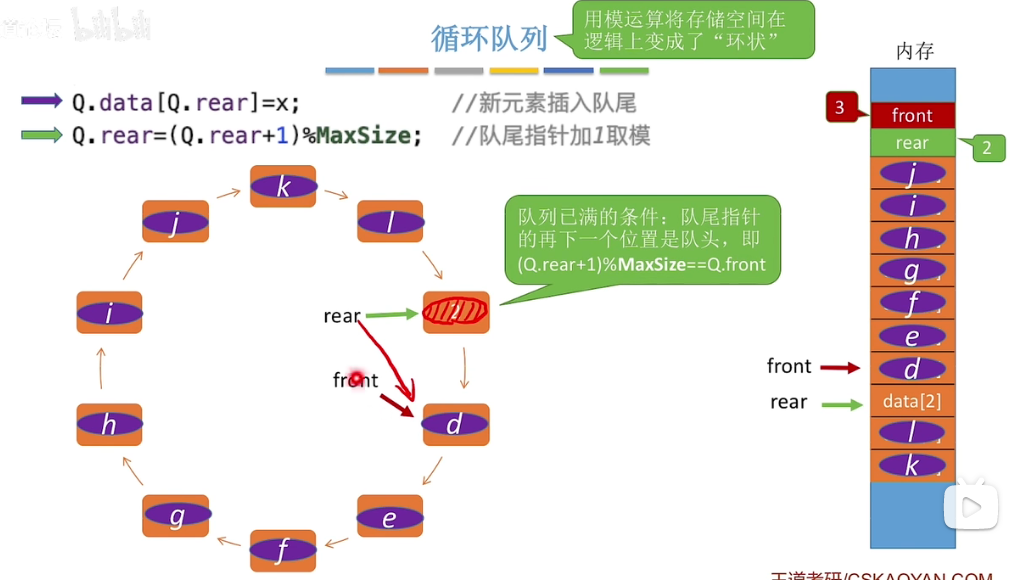 循环队列
用模运算将存储空间在
逻辑上变成了“环状”
内存
Q.data[Q.rear]=x; //新元素插入队尾
Q.rear=(Q.rear+1)%MaxSize; //队尾指针加1取模
3
front
rear
2
k
l
j
i
h
g
f
e
d
2
rear
front
队列已满的条件：队尾指针
的再下一个位置是队头，即
(Q.rear+1)%MaxSize==Q.front
j
i
h
g
f
e
front
d
rear
data[2]
l
k
王道考研/CSKAOYAN.COM